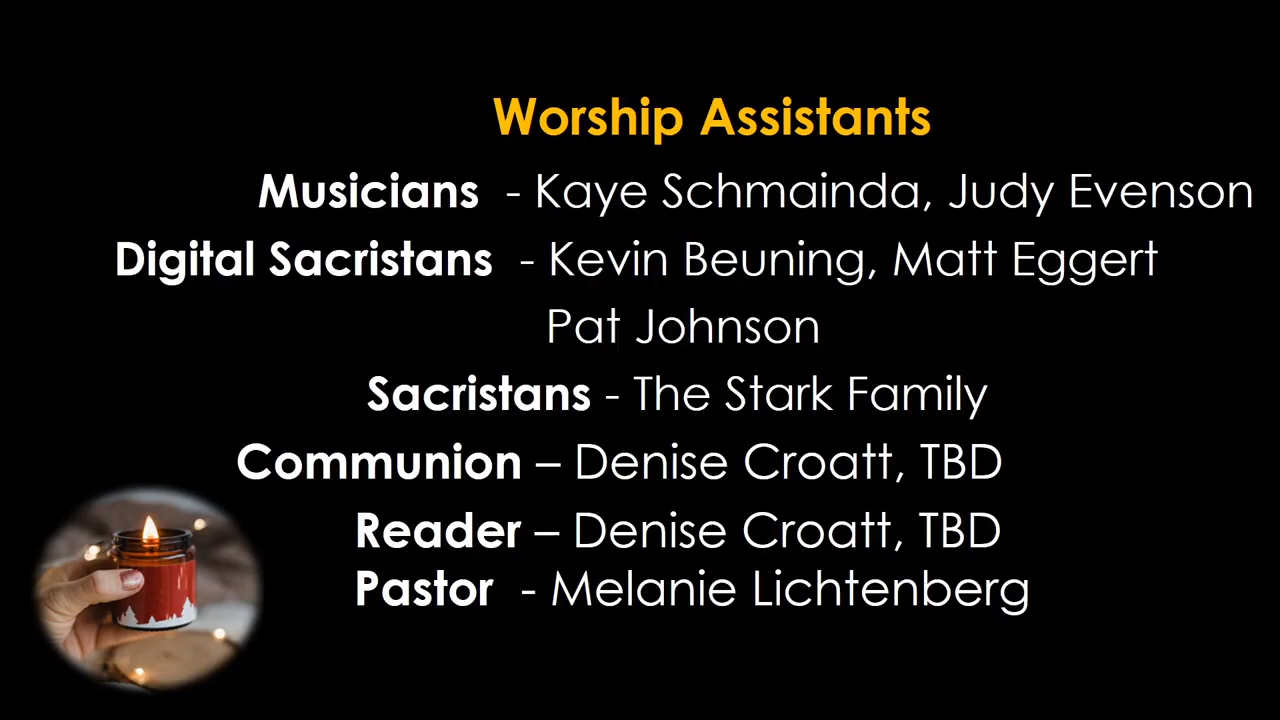 Worship Assistants
Musicians - Kaye Schmainda, Judy Evenson
Digital Sacristans - Kevin Beuning, Matt Eggert
Pat Johnson
Sacristans - The Stark Family
Communion – Denise Croatt, TBD
Reader – Denise Croatt, TBD
Pastor - Melanie Lichtenberg